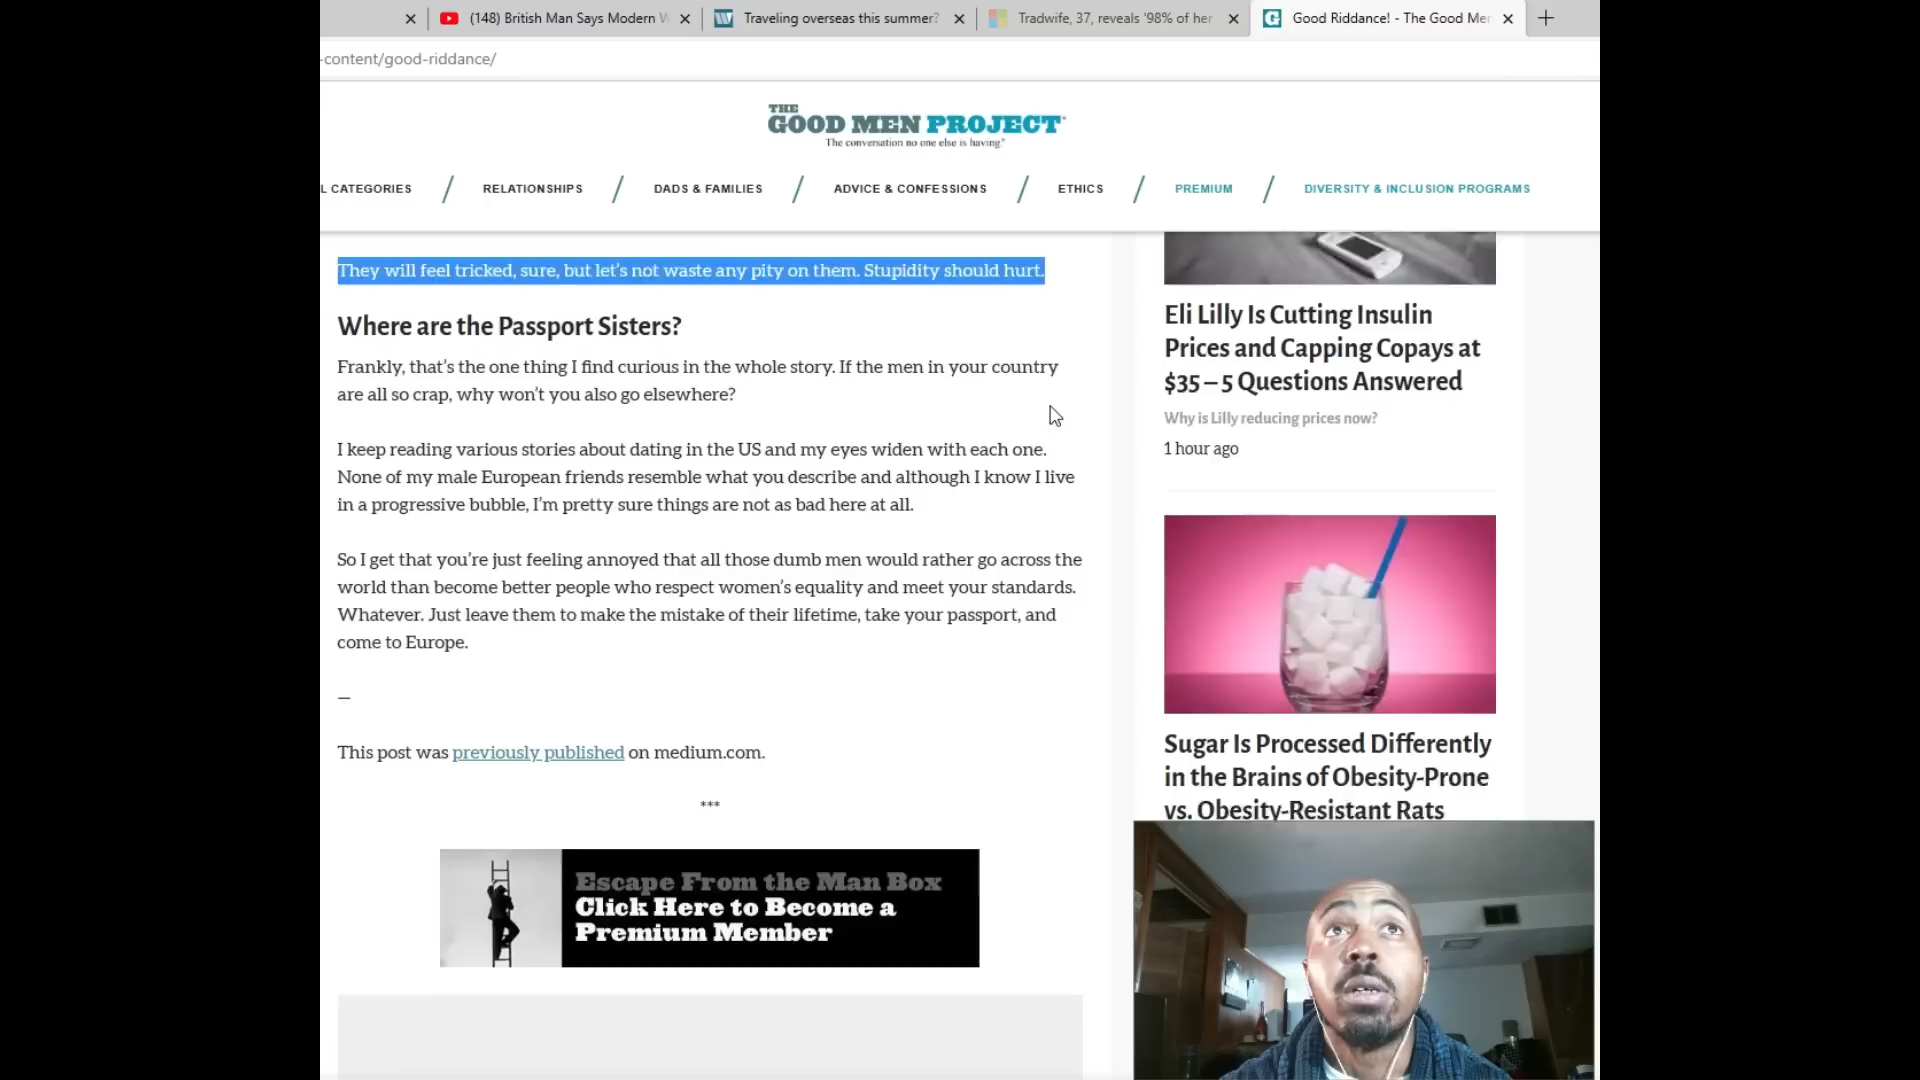 (148) British Man Says Modern W
Traveling overseas this summer?
Tradwife, 37, reveals '98% of her
Good Riddance! - The Good Mer
-content/good-riddance/
THE
GOOD MEN PROJECT
The conversation no one else is having
L CATEGORIES / RELATIONSHIPS / DADS & FAMILIES / ADVICE & CONFESSIONS / ETHICS / PREMIUM / DIVERSITY & INCLUSION PROGRAMS
They will feel tricked, sure, but let's not waste any pity on them. Stupidity should hurt.
Where are the Passport Sisters?
Frankly, that's the one thing I find curious in the whole story. If the men in your country
are all so crap, why won't you also go elsewhere?
I keep reading various stories about dating in the US and my eyes widen with each one.
None of my male European friends resemble what you describe and although I know I live
in a progressive bubble, I'm pretty sure things are not as bad here at all.
So I get that you're just feeling annoyed that all those dumb men would rather go across the
world than become better people who respect women's equality and meet your standards.
Whatever. Just leave them to make the mistake of their lifetime, take your passport, and
come to Europe.
—
This post was previously published on medium.com.
***
Escape From the Man Box
Click Here to Become a
Premium Member
Eli Lilly Is Cutting Insulin
Prices and Capping Copays at
$35 – 5 Questions Answered
Why is Lilly reducing prices now?
1 hour ago
Sugar Is Processed Differently
in the Brains of Obesity-Prone
vs. Obesity-Resistant Rats